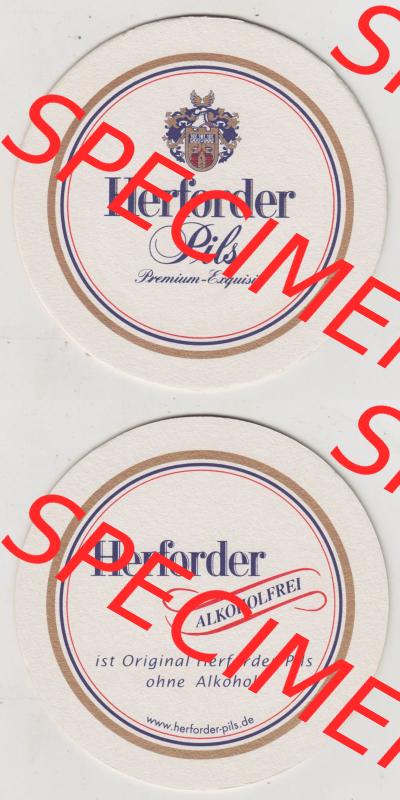 Herforder
Pils
Premium-Exquisit
SPECIMEN
Herforder
ALKOHOLFREI
ist Original Herforder Pils
ohne Alkohol
www.herforder-pils.de
SPECIMEN